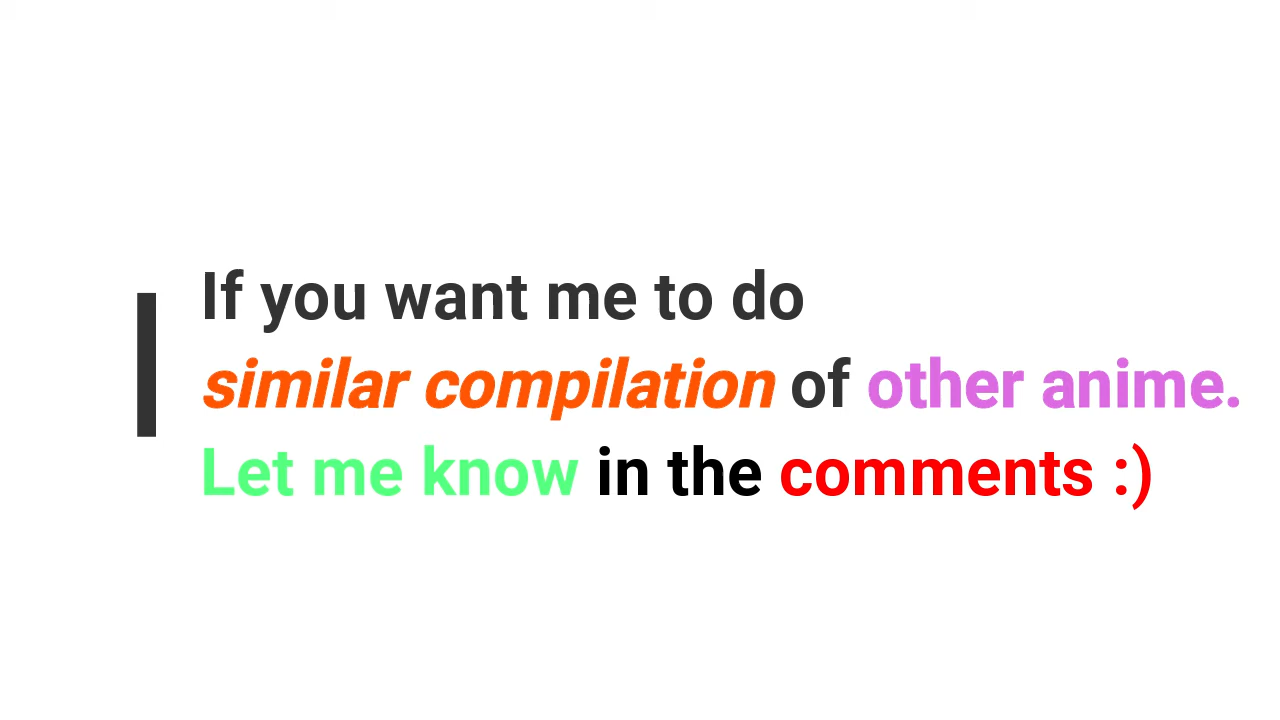 If you want me to do
similar compilation of other anime.
Let me know in the comments :)